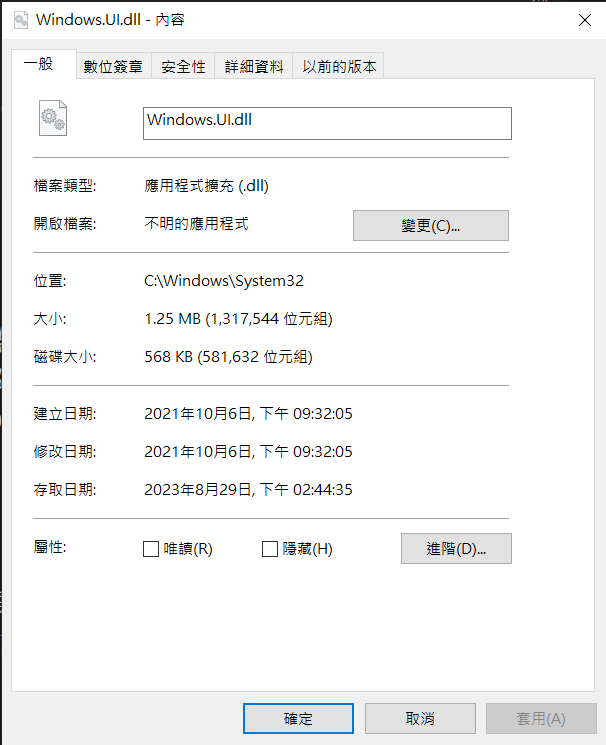 Windows.UI.dll - 內容
一般 數位簽章 安全性 詳細資料 以前的版本
Windows.UI.dll
檔案類型: 應用程式擴充 (.dll)
開啟檔案: 不明的應用程式 變更(C)...
位置: C:\Windows\System32
大小: 1.25 MB (1,317,544 位元組)
磁碟大小: 568 KB (581,632 位元組)
建立日期: 2021年10月6日, 下午 09:32:05
修改日期: 2021年10月6日, 下午 09:32:05
存取日期: 2023年8月29日, 下午 02:44:35
屬性: 唯讀(R) 隱藏(H) 進階(D)...
確定 取消 套用(A)